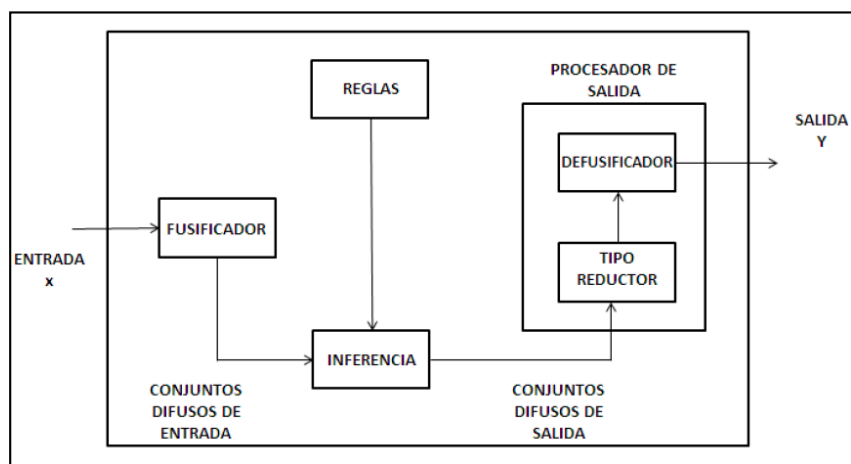 REGLAS
PROCESADOR DE
SALIDA
DEFUSIFICADOR
SALIDA
Y
FUSIFICADOR
ENTRADA
x
TIPO
REDUCTOR
INFERENCIA
CONJUNTOS
DIFUSOS DE
ENTRADA
CONJUNTOS
DIFUSOS DE
SALIDA